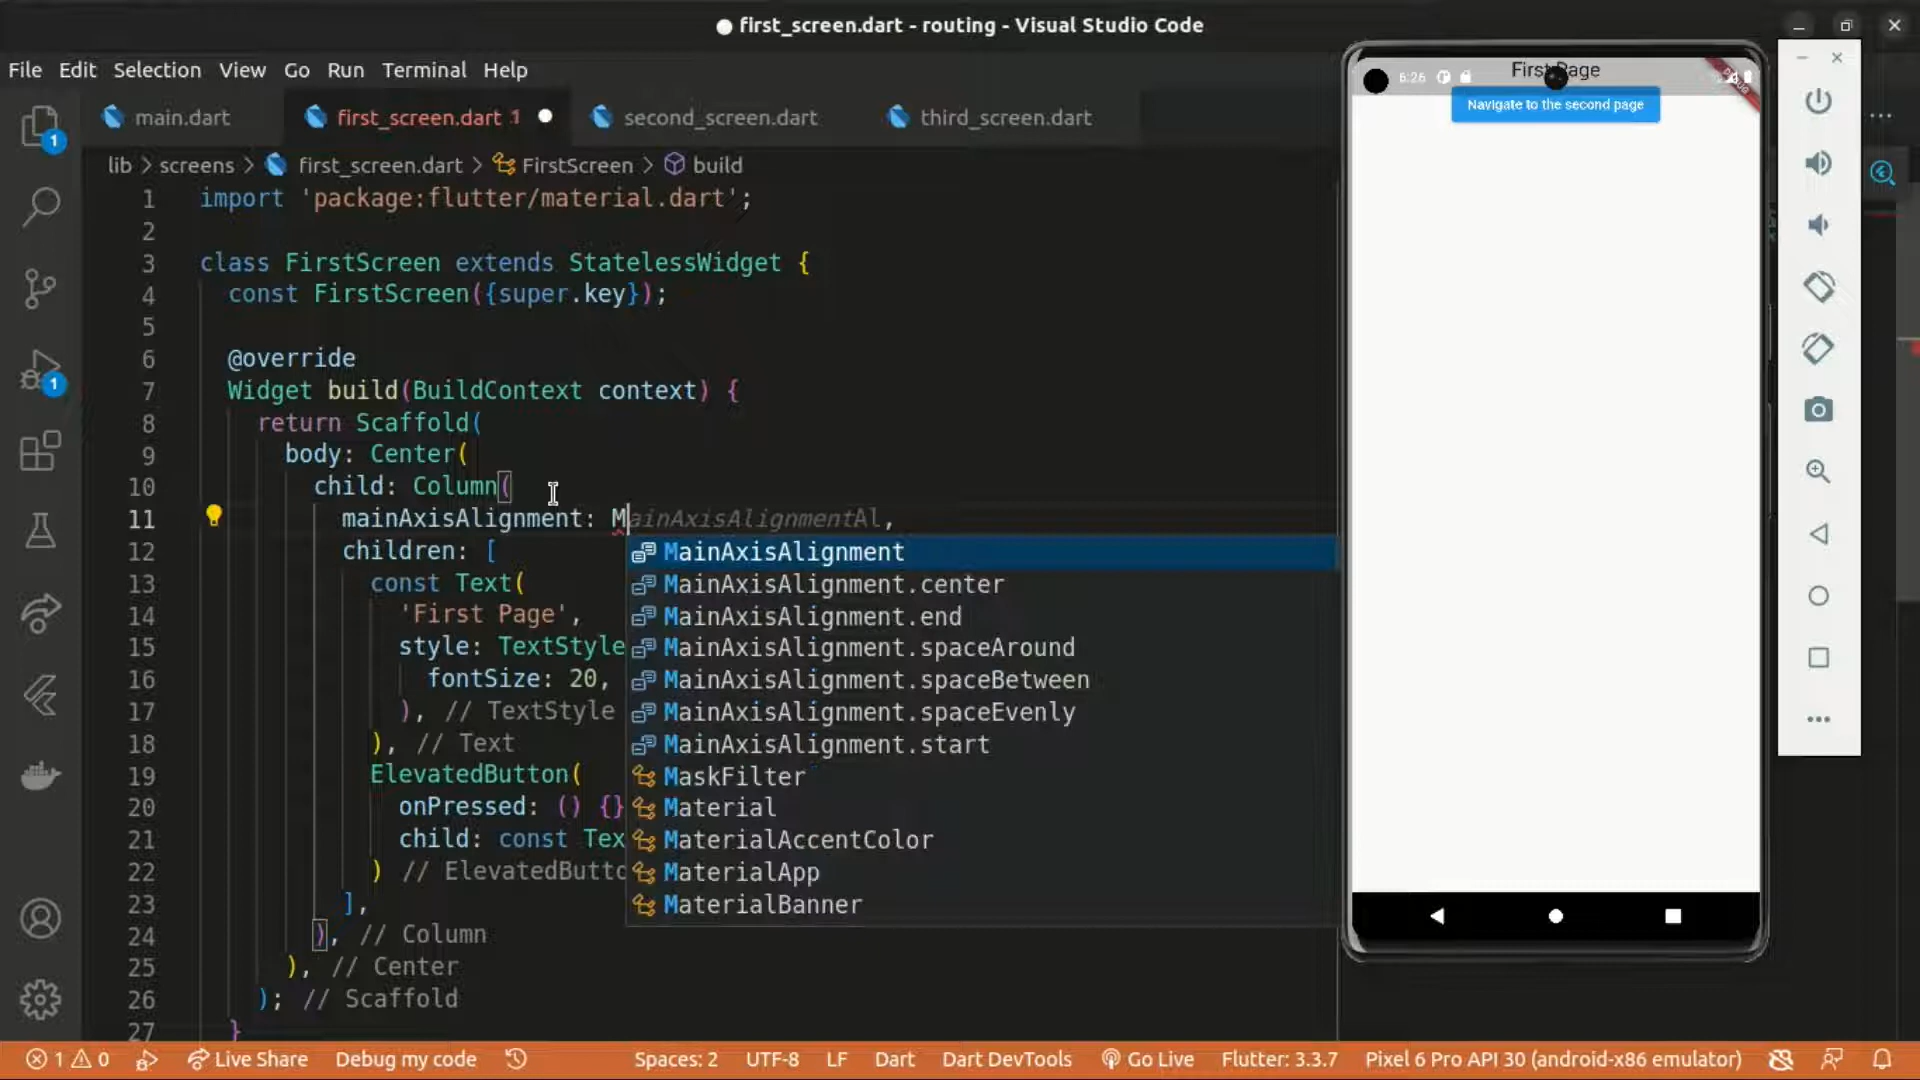 first_screen.dart - routing - Visual Studio Code
File Edit Selection View Go Run Terminal Help
main.dart first_screen.dart 1 second_screen.dart third_screen.dart
lib > screens > first_screen.dart > FirstScreen > build
1 import 'package:flutter/material.dart';
2
3 class FirstScreen extends StatelessWidget {
4 const FirstScreen({super.key});
5
6 @override
7 Widget build(BuildContext context) {
8 return Scaffold(
9 body: Center(
10 child: Column(
11 mainAxisAlignment: MainAxisAlignmentAl,
12 children: [
13 const Text(
14 'First Page',
15 style: TextStyle
16 fontSize: 20,
17 ), // TextStyle
18 ), // Text
19 ElevatedButton(
20 onPressed: () {}
21 child: const Tex
22 ) // ElevatedButto
23 ],
24 ), // Column
25 ), // Center
26 ); // Scaffold
27 }
MainAxisAlignment
MainAxisAlignment.center
MainAxisAlignment.end
MainAxisAlignment.spaceAround
MainAxisAlignment.spaceBetween
MainAxisAlignment.spaceEvenly
MainAxisAlignment.start
MaskFilter
Material
MaterialAccentColor
MaterialApp
MaterialBanner
1
1
6:26
First Page
Navigate to the second page
1 0 Live Share Debug my code Spaces: 2 UTF-8 LF Dart Dart DevTools Go Live Flutter: 3.3.7 Pixel 6 Pro API 30 (android-x86 emulator)